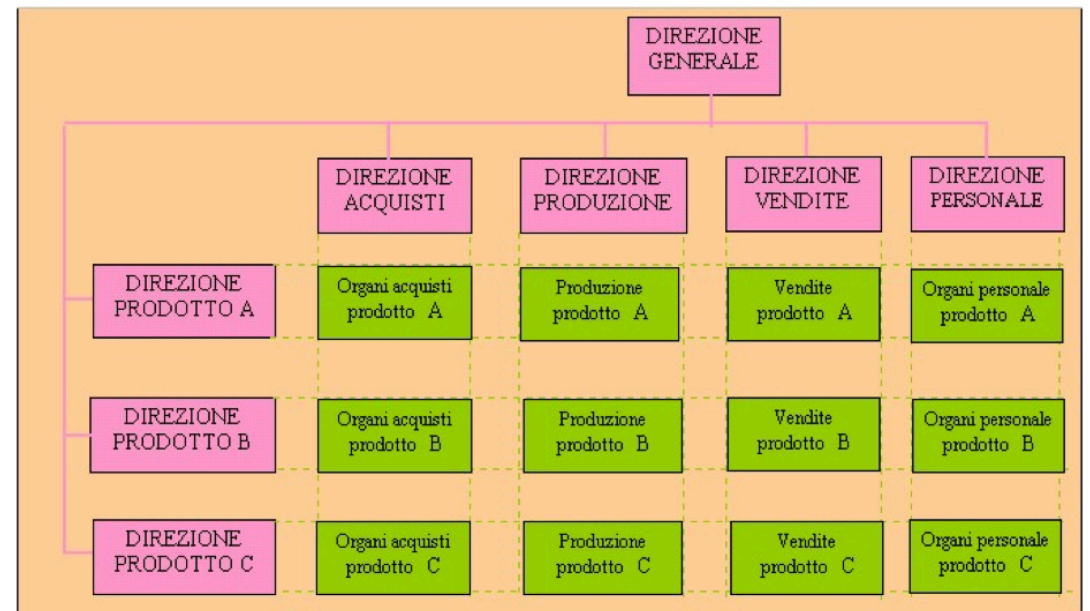 DIREZIONE
GENERALE
DIREZIONE
ACQUISTI
DIREZIONE
PRODUZIONE
DIREZIONE
VENDITE
DIREZIONE
PERSONALE
DIREZIONE
PRODOTTO A
Organi acquisti
prodotto A
Produzione
prodotto A
Vendite
prodotto A
Organi personale
prodotto A
DIREZIONE
PRODOTTO B
Organi acquisti
prodotto B
Produzione
prodotto B
Vendite
prodotto B
Organi personale
prodotto B
DIREZIONE
PRODOTTO C
Organi acquisti
prodotto C
Produzione
prodotto C
Vendite
prodotto C
Organi personale
prodotto C